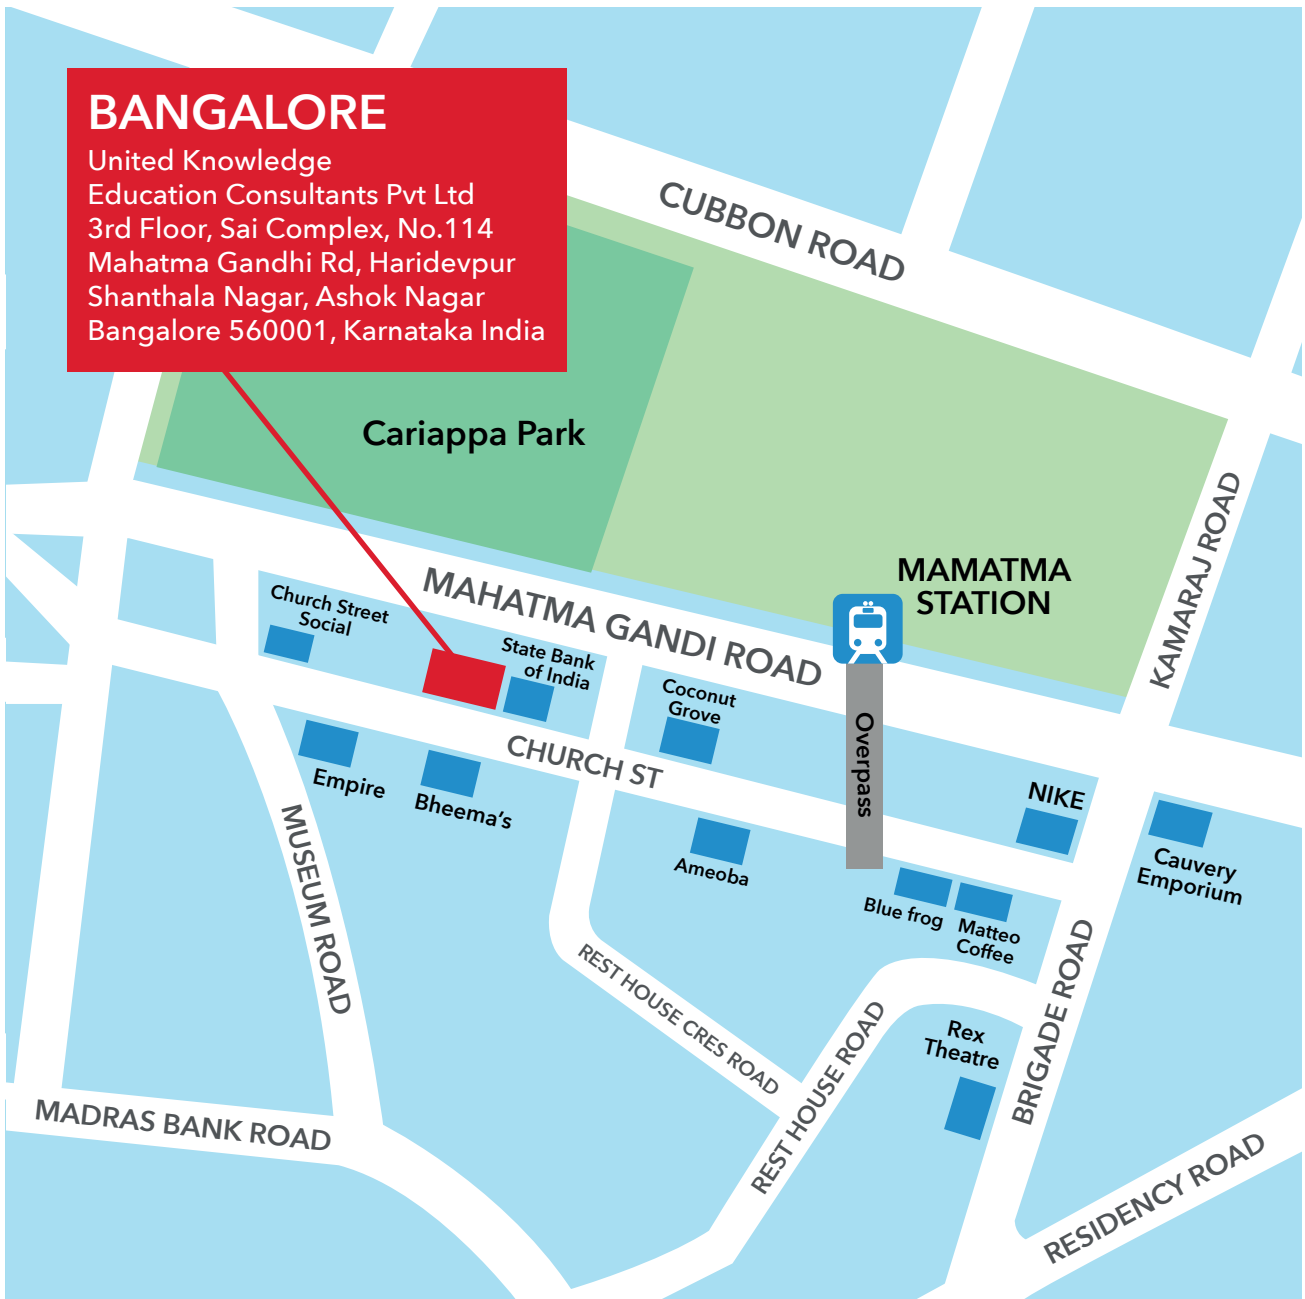 BANGALORE
United Knowledge
Education Consultants Pvt Ltd
3rd Floor, Sai Complex, No.114
Mahatma Gandhi Rd, Haridevpur
Shanthala Nagar, Ashok Nagar
Bangalore 560001, Karnataka India
CUBBON ROAD
Cariappa Park
KAMARAJ ROAD
MAMATMA
STATION
MAHATMA GANDI ROAD
Church Street
Social
State Bank
of India
Coconut
Grove
Overpass
CHURCH ST
Empire
Bheema's
NIKE
Cauvery
Emporium
Ameoba
Blue frog
Matteo
Coffee
MUSEUM ROAD
REST HOUSE CRES ROAD
REST HOUSE ROAD
BRIGADE ROAD
Rex
Theatre
MADRAS BANK ROAD
RESIDENCY ROAD